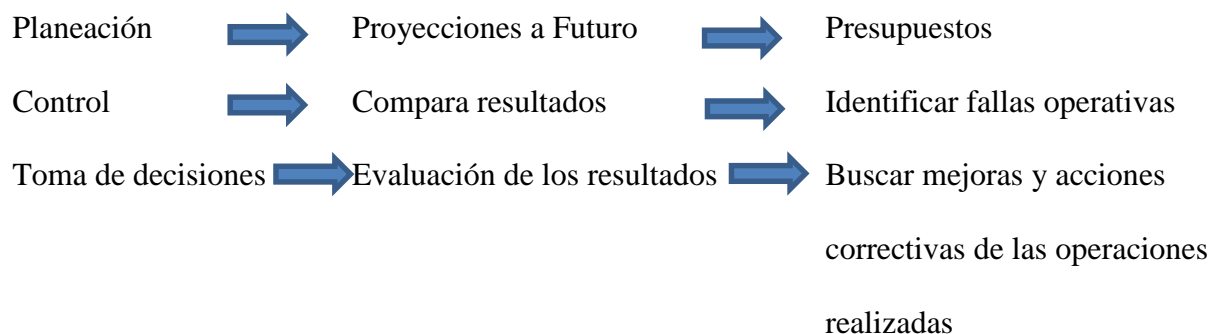 Planeación Proyecciones a Futuro Presupuestos
Control Compara resultados Identificar fallas operativas
Toma de decisiones Evaluación de los resultados Buscar mejoras y acciones
correctivas de las operaciones
realizadas